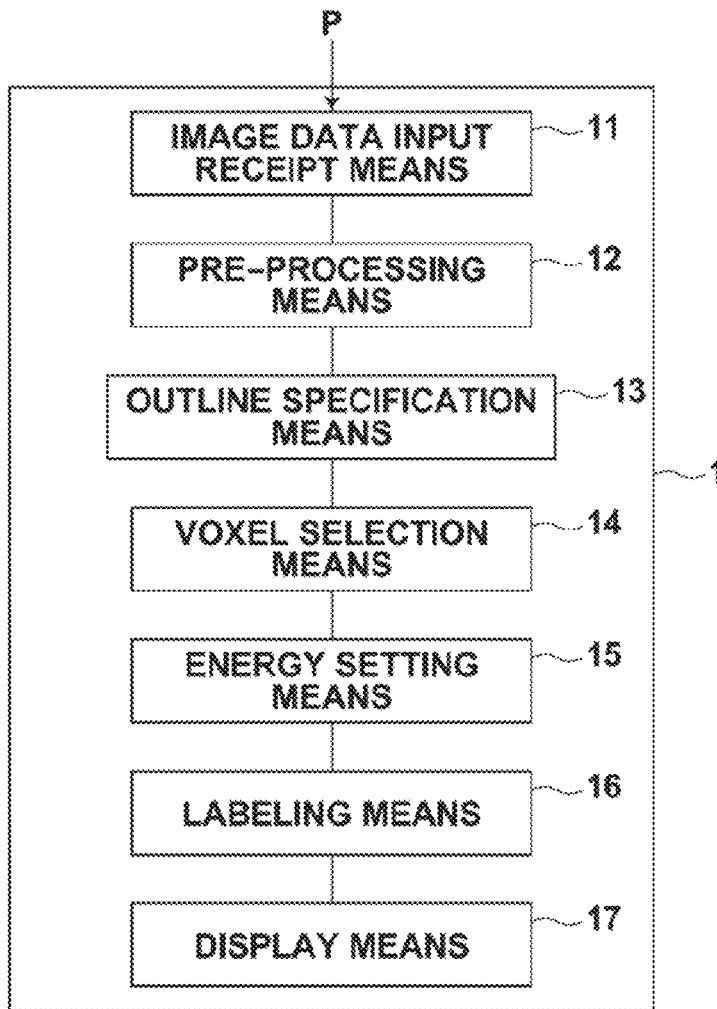 P
IMAGE DATA INPUT
RECEIPT MEANS
11
PRE-PROCESSING
MEANS
12
OUTLINE SPECIFICATION
MEANS
13
1
VOXEL SELECTION
MEANS
14
ENERGY SETTING
MEANS
15
LABELING MEANS
16
DISPLAY MEANS
17